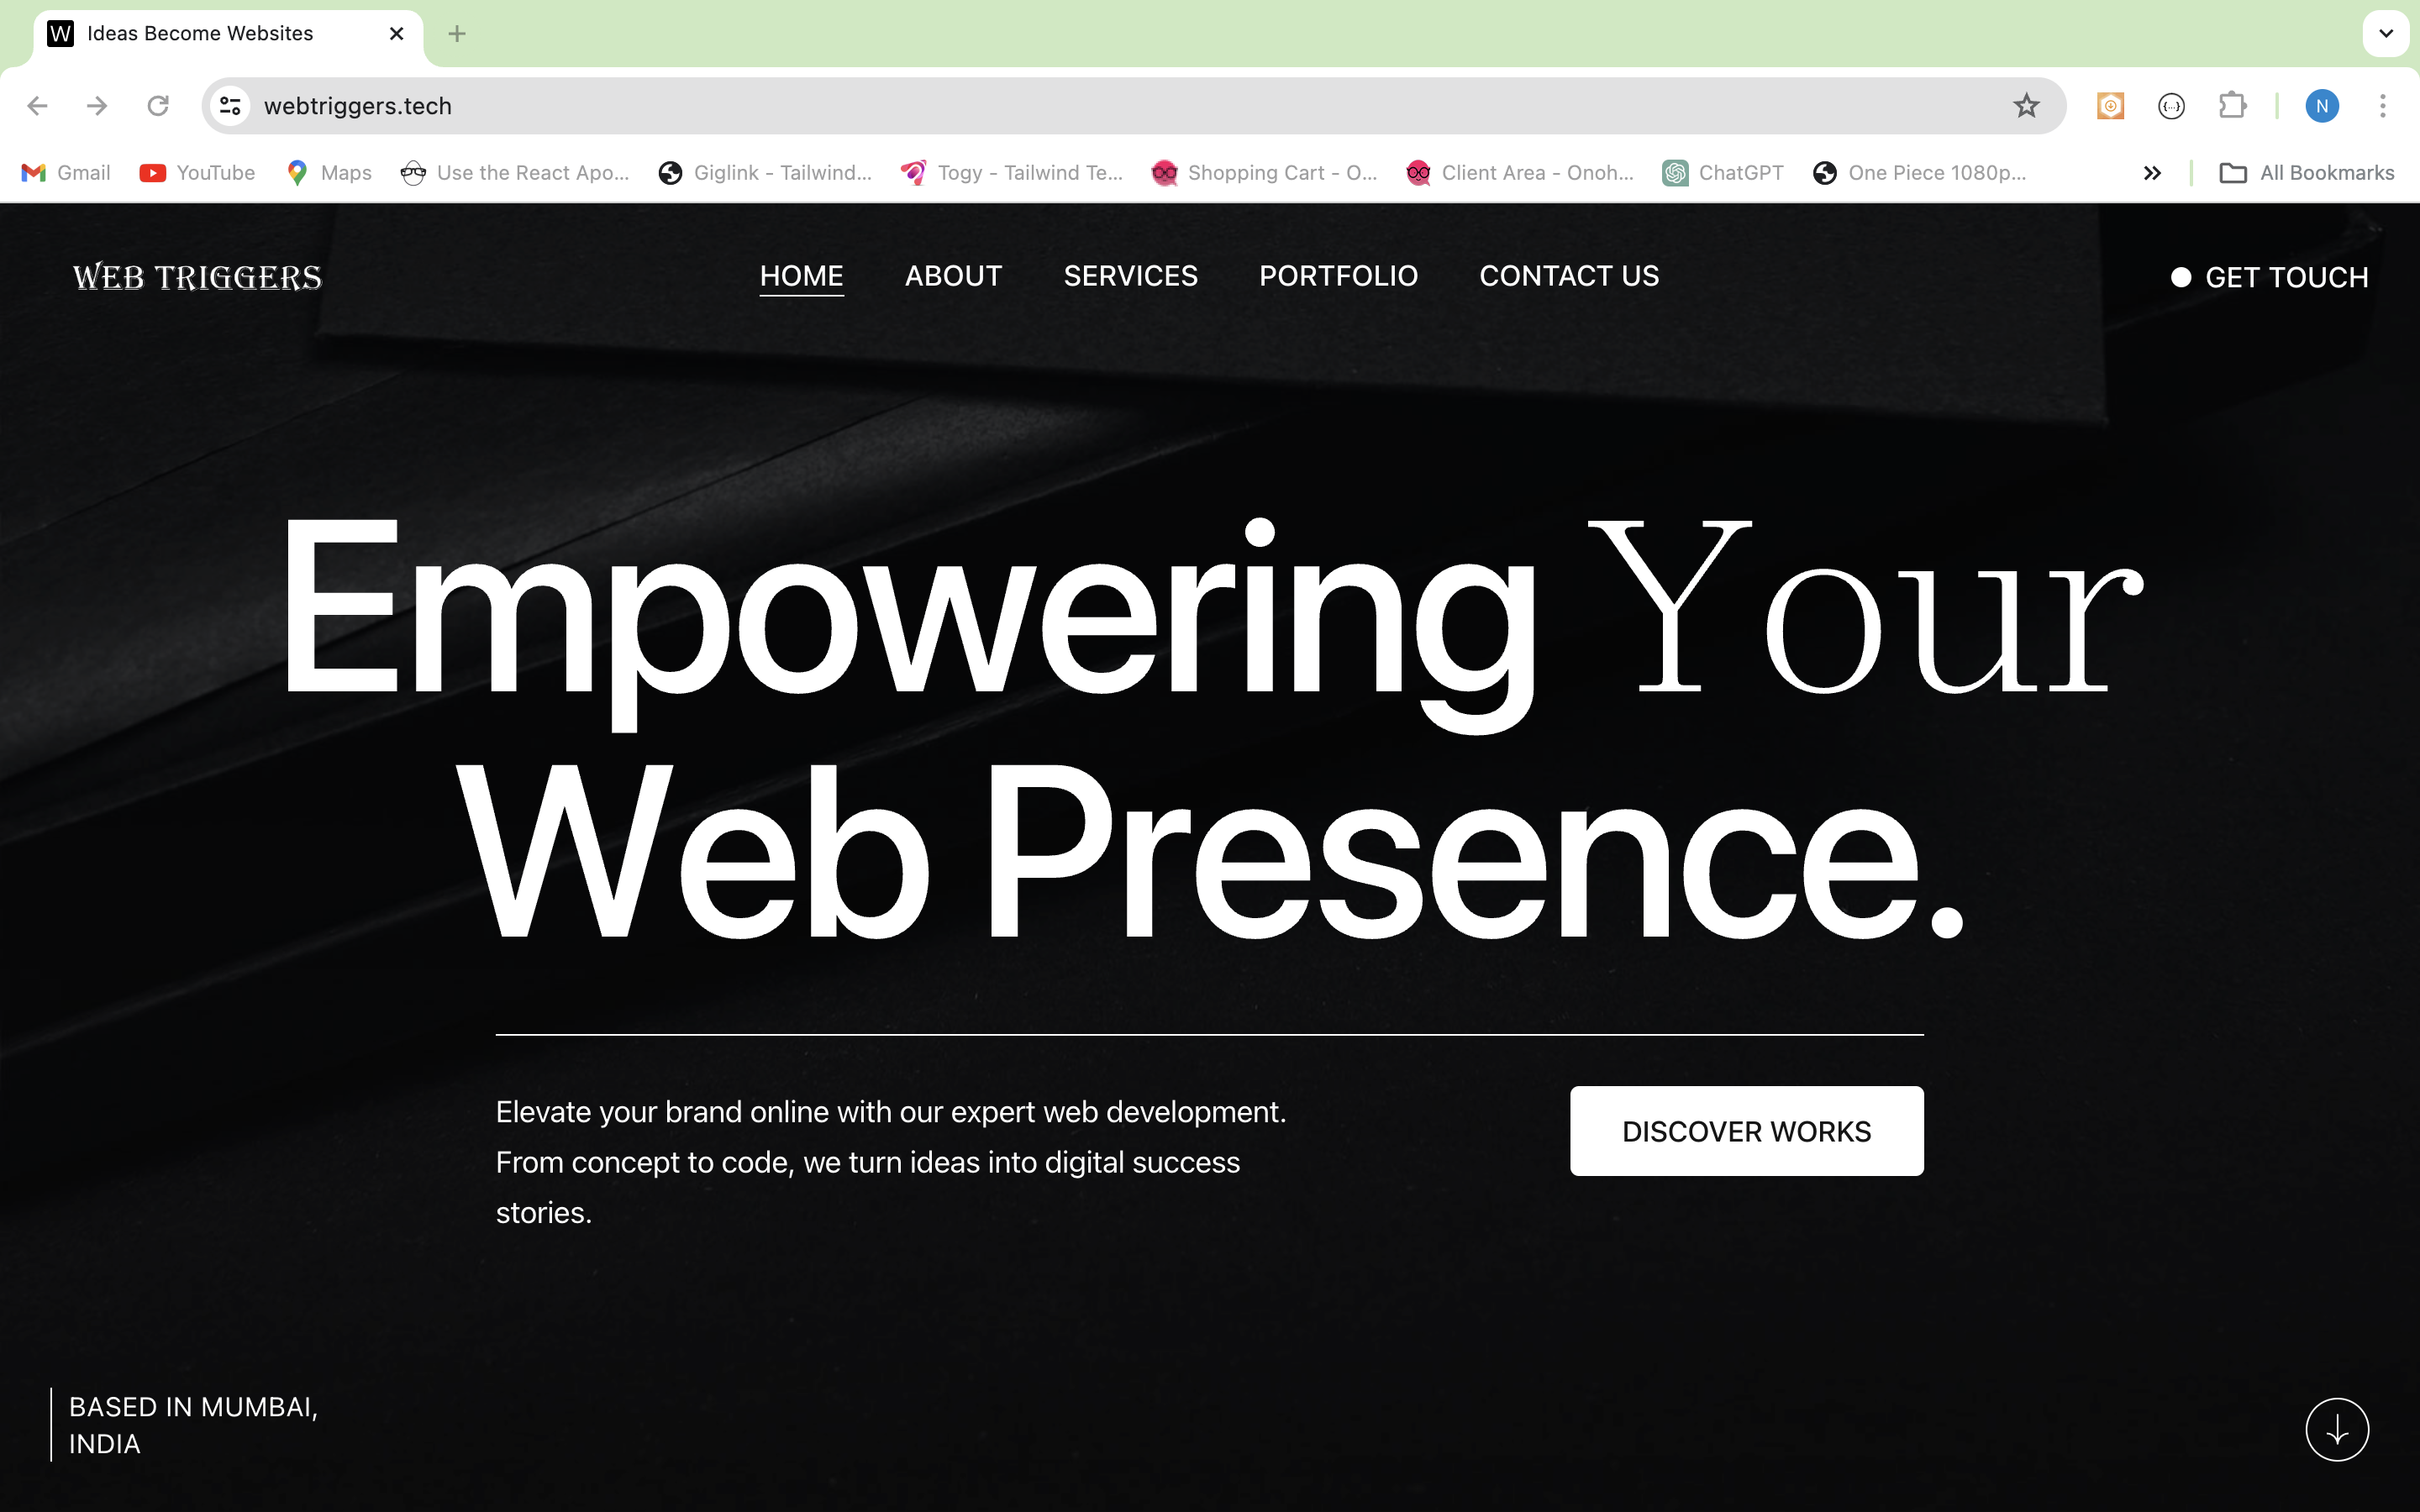 W Ideas Become Websites
webtriggers.tech
N
Gmail YouTube Maps Use the React Apo... Giglink - Tailwind... Togy - Tailwind Te... Shopping Cart - O... Client Area - Onoh... ChatGPT One Piece 1080p... All Bookmarks
WEB TRIGGERS HOME ABOUT SERVICES PORTFOLIO CONTACT US GET TOUCH
Empowering Your
Web Presence.
Elevate your brand online with our expert web development.
From concept to code, we turn ideas into digital success
stories.
DISCOVER WORKS
BASED IN MUMBAI,
INDIA